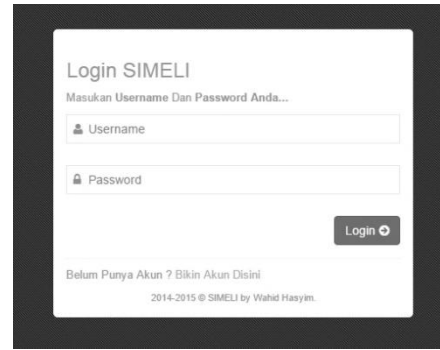 Login SIMELI
Masukan Username Dan Password Anda...
Username
Password
Login
Belum Punya Akun ? Bikin Akun Disini
2014-2015 © SIMELI by Wahid Hasyim.